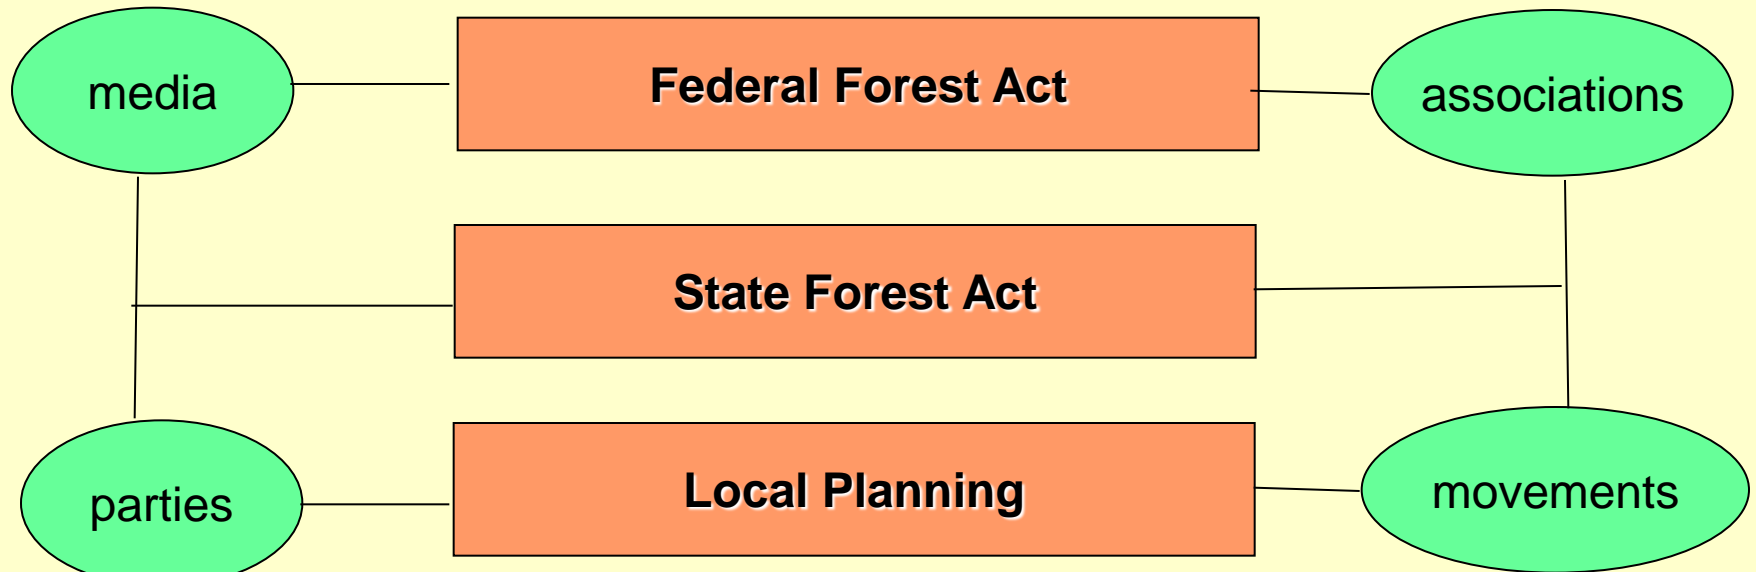 media
Federal Forest Act
associations
State Forest Act
parties
Local Planning
movements